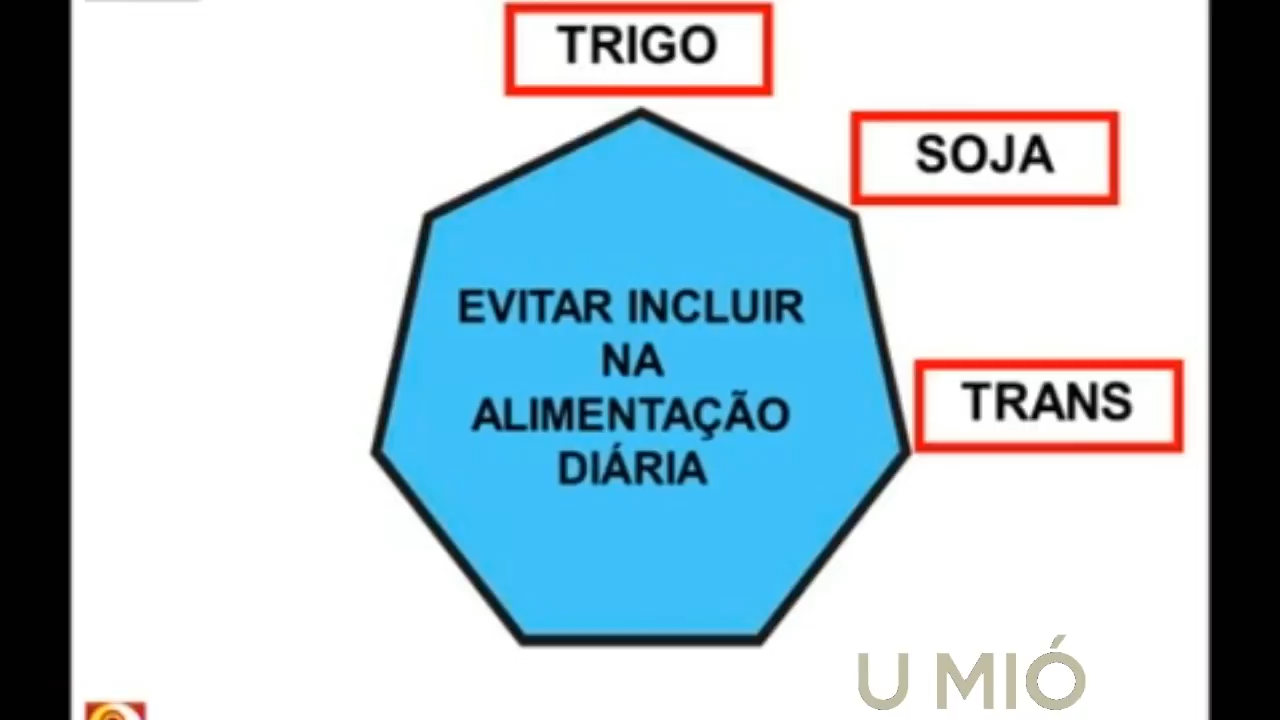 TRIGO
SOJA
EVITAR INCLUIR
NA
ALIMENTAÇÃO
DIÁRIA
TRANS
U MIÓ